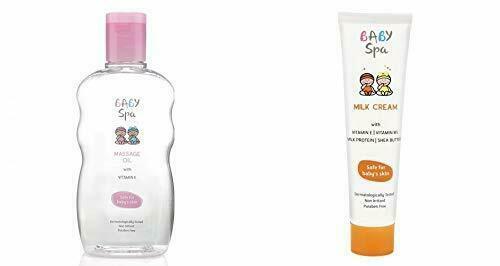 BABY
Spa
MASSAGE
OIL
with
VITAMIN E
Safe for
baby's skin
Dermatologically Tested
Non Irritant
Paraben Free
BABY
Spa
MILK CREAM
with
VITAMIN E | VITAMIN B5
MILK PROTEIN | SHEA BUTTER
Safe for
baby's skin
Dermatologically Tested
Non Irritant
Paraben Free